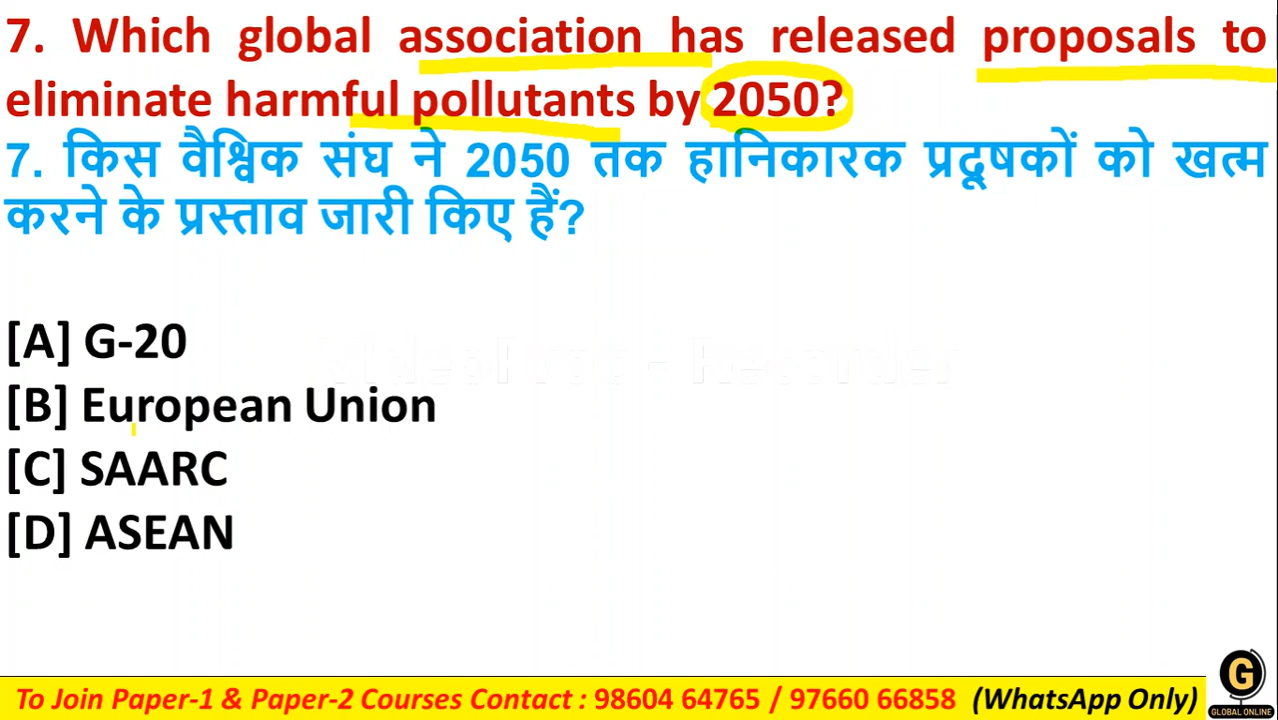 7. Which global association has released proposals to
eliminate harmful pollutants by 2050?
7. किस वैश्विक संघ ने 2050 तक हानिकारक प्रदूषकों को खत्म
करने के प्रस्ताव जारी किए हैं?
[A] G-20
VideoProc - Recorder
[B] European Union
[C] SAARC
[D] ASEAN
To Join Paper-1 & Paper-2 Courses Contact : 98604 64765 / 97660 66858 (WhatsApp Only)
G
GLOBAL ONLINE